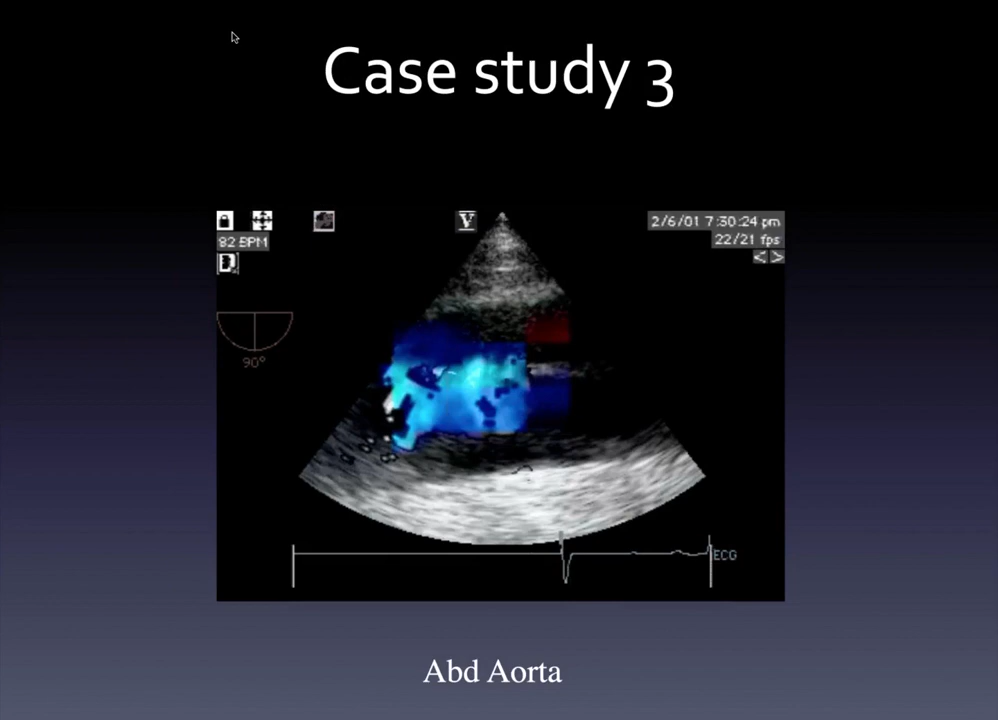 Case study 3
V
2/6/01 7:30:24 pm
82 BPM
22/21 fps
< >
90°
ECG
Abd Aorta